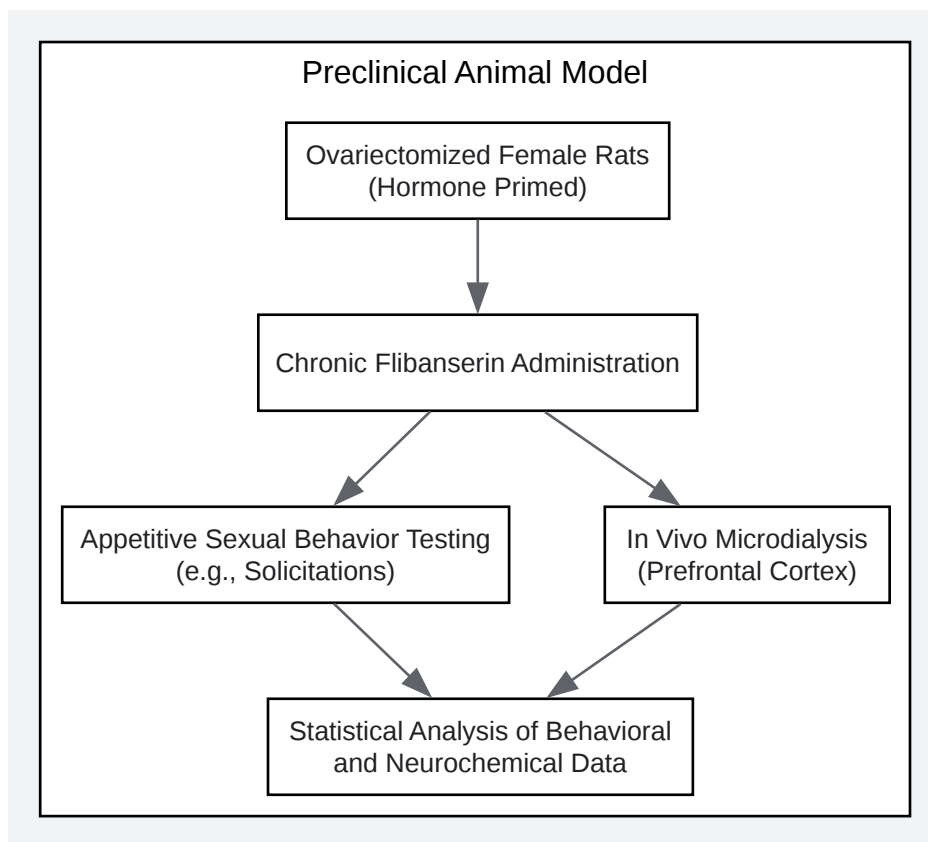 Preclinical Animal Model
Ovariectomized Female Rats
(Hormone Primed)
Chronic Flibanserin Administration
Appetitive Sexual Behavior Testing
(e.g., Solicitations)
In Vivo Microdialysis
(Prefrontal Cortex)
Statistical Analysis of Behavioral
and Neurochemical Data